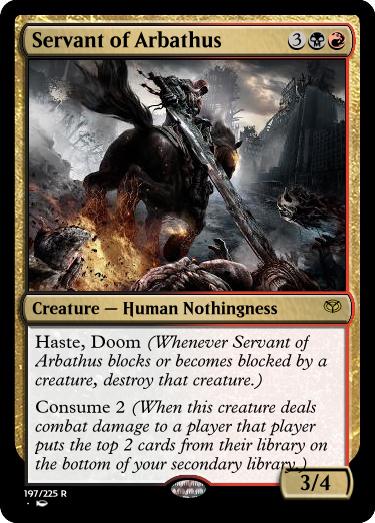 Servant of Arbathus 3
Creature — Human Nothingness
Haste, Doom (Whenever Servant of
Arbathus blocks or becomes blocked by a
creature, destroy that creature.)
Consume 2 (When this creature deals
combat damage to a player that player
puts the top 2 cards from their library on
the bottom of your secondary library.)
3/4
197/225 R